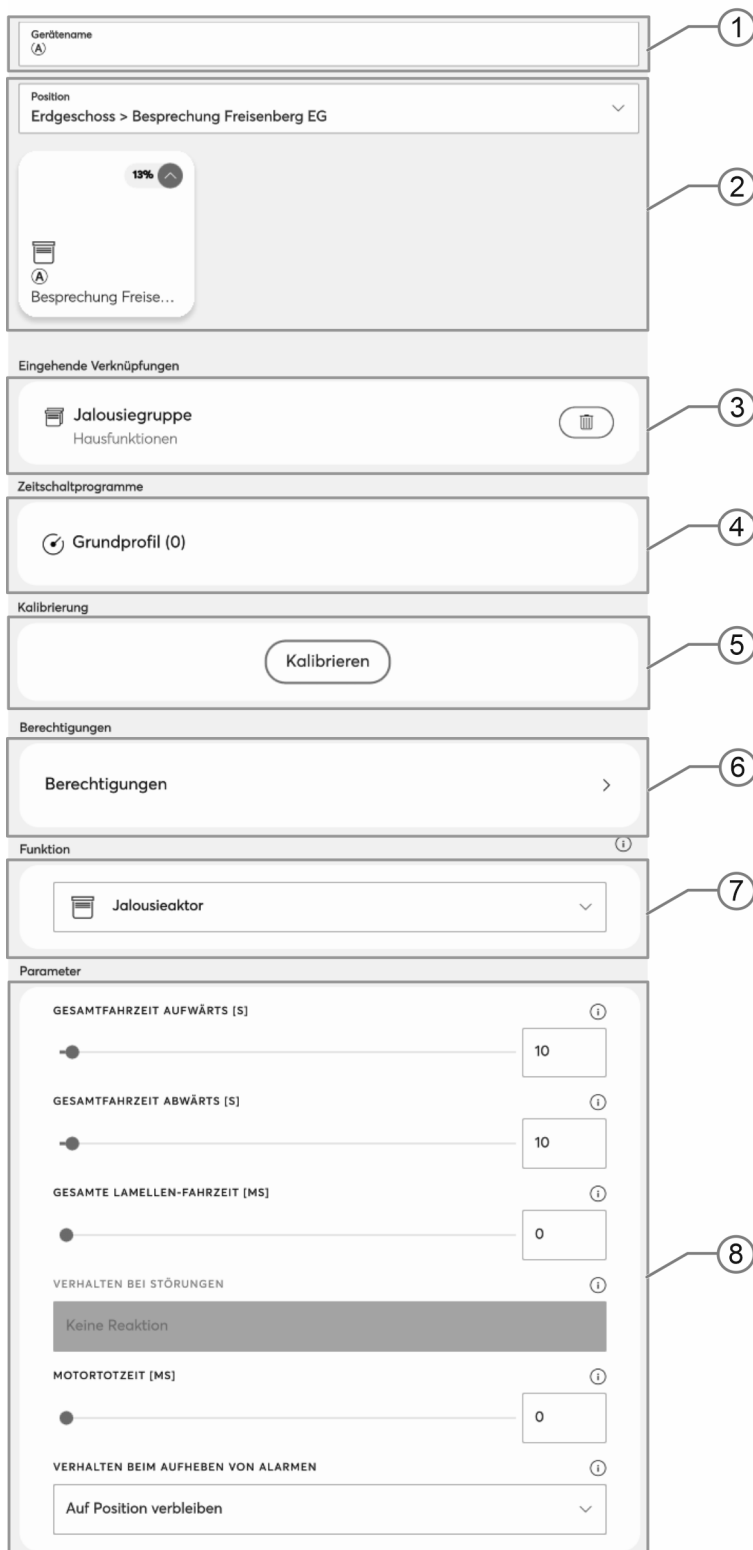 Gerätename
Ⓐ
1
Position
Erdgeschoss > Besprechung Freisenberg EG
13%
2
Ⓐ
Besprechung Freise...
Eingehende Verknüpfungen
Jalousiegruppe
3
Hausfunktionen
Zeitschaltprogramme
Grundprofil (0)
4
Kalibrierung
Kalibrieren
5
Berechtigungen
Berechtigungen
6
Funktion
Jalousieaktor
7
Parameter
GESAMTFAHRZEIT AUFWÄRTS [S]
10
GESAMTFAHRZEIT ABWÄRTS [S]
10
GESAMTE LAMELLEN-FAHRZEIT [MS]
0
8
VERHALTEN BEI STÖRUNGEN
Keine Reaktion
MOTORTOTZEIT [MS]
0
VERHALTEN BEIM AUFHEBEN VON ALARMEN
Auf Position verbleiben